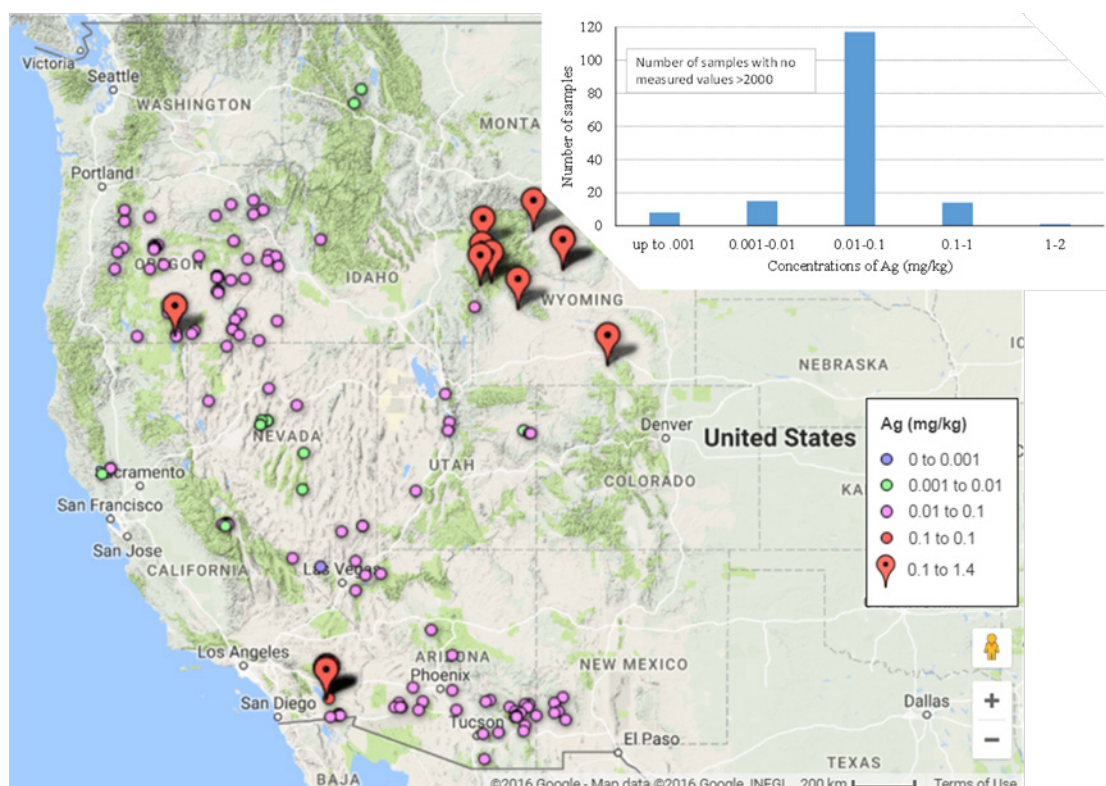 Victoria
Seattle
WASHINGTON
MONTA
Portland
OREGON
IDAHO
WYOMING
NEBRASKA
IO
NEVADA
UTAH
Denver
United States
COLORADO
KA
Sacramento
San Francisco
San Jose
CALIFORNIA
Las Vegas
Los Angeles
ARIZONA
Phoenix
NEW MEXICO
San Diego
Tucson
El Paso
Dallas
TEXAS
BAJA
120
100
80
60
40
20
0
Number of samples
Number of samples with no
measured values >2000
up to .001 0.001-0.01 0.01-0.1 0.1-1 1-2
Concentrations of Ag (mg/kg)
Ag (mg/kg)
0 to 0.001
0.001 to 0.01
0.01 to 0.1
0.1 to 0.1
0.1 to 1.4
+
−
©2016 Google - Map data ©2016 Google, INEGI 200 km Terms of Use